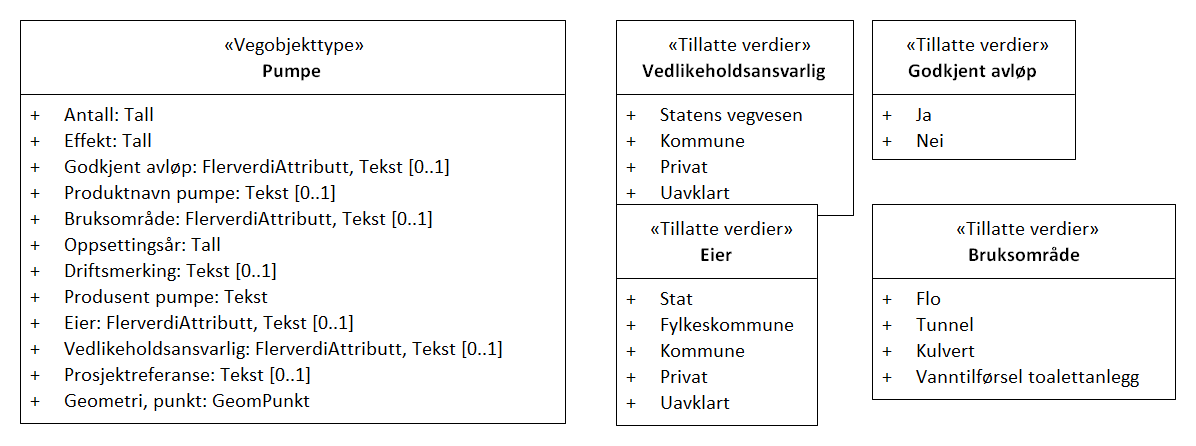 «Vegobjekttype»
Pumpe
+ Antall: Tall
+ Effekt: Tall
+ Godkjent avløp: FlerverdiAttributt, Tekst [0..1]
+ Produktnavn pumpe: Tekst [0..1]
+ Bruksområde: FlerverdiAttributt, Tekst [0..1]
+ Oppsettingsår: Tall
+ Driftsmerking: Tekst [0..1]
+ Produsent pumpe: Tekst
+ Eier: FlerverdiAttributt, Tekst [0..1]
+ Vedlikeholdsansvarlig: FlerverdiAttributt, Tekst [0..1]
+ Prosjektreferanse: Tekst [0..1]
+ Geometri, punkt: GeomPunkt
«Tillatte verdier»
Vedlikeholdsansvarlig
+ Statens vegvesen
+ Kommune
+ Privat
+ Uavklart
«Tillatte verdier»
Godkjent avløp
+ Ja
+ Nei
«Tillatte verdier»
Eier
+ Stat
+ Fylkeskommune
+ Kommune
+ Privat
+ Uavklart
«Tillatte verdier»
Bruksområde
+ Flo
+ Tunnel
+ Kulvert
+ Vanntilførsel toalettanlegg